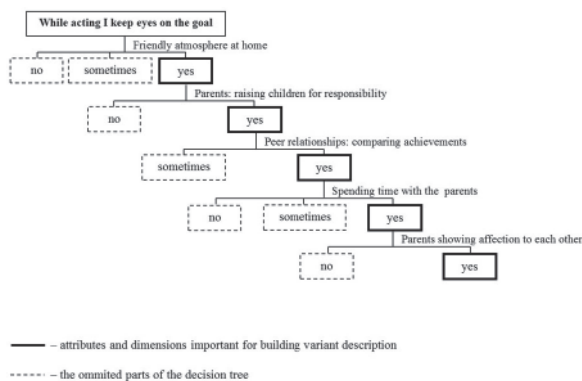 While acting I keep eyes on the goal
Friendly atmosphere at home
no sometimes yes
Parents: raising children for responsibility
no yes
Peer relationships: comparing achievements
sometimes yes
Spending time with the parents
no sometimes yes
Parents showing affection to each other
no yes
– attributes and dimensions important for building variant description
– the ommited parts of the decision tree